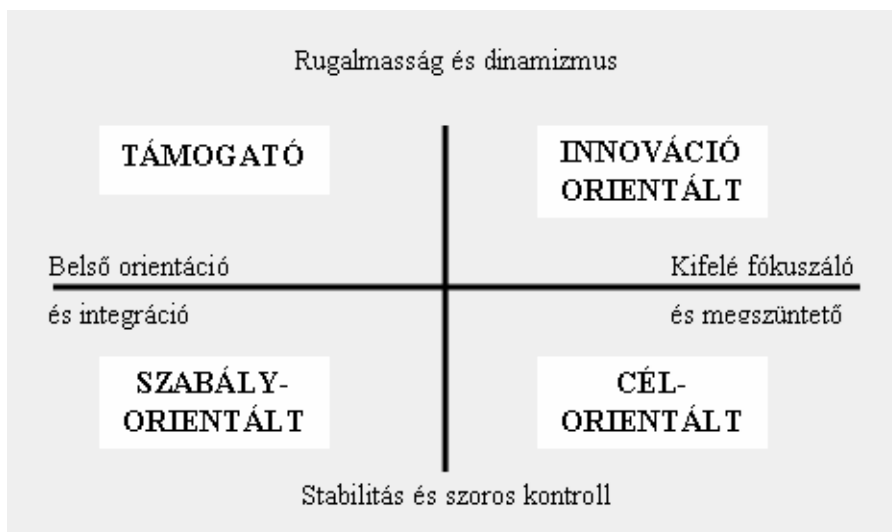 Rugalmasság és dinamizmus
TÁMOGATÓ
INNOVÁCIÓ
ORIENTÁLT
Belső orientáció
és integráció
Kifelé fókuszáló
és megszüntető
SZABÁLY-
ORIENTÁLT
CÉL-
ORIENTÁLT
Stabilitás és szoros kontroll